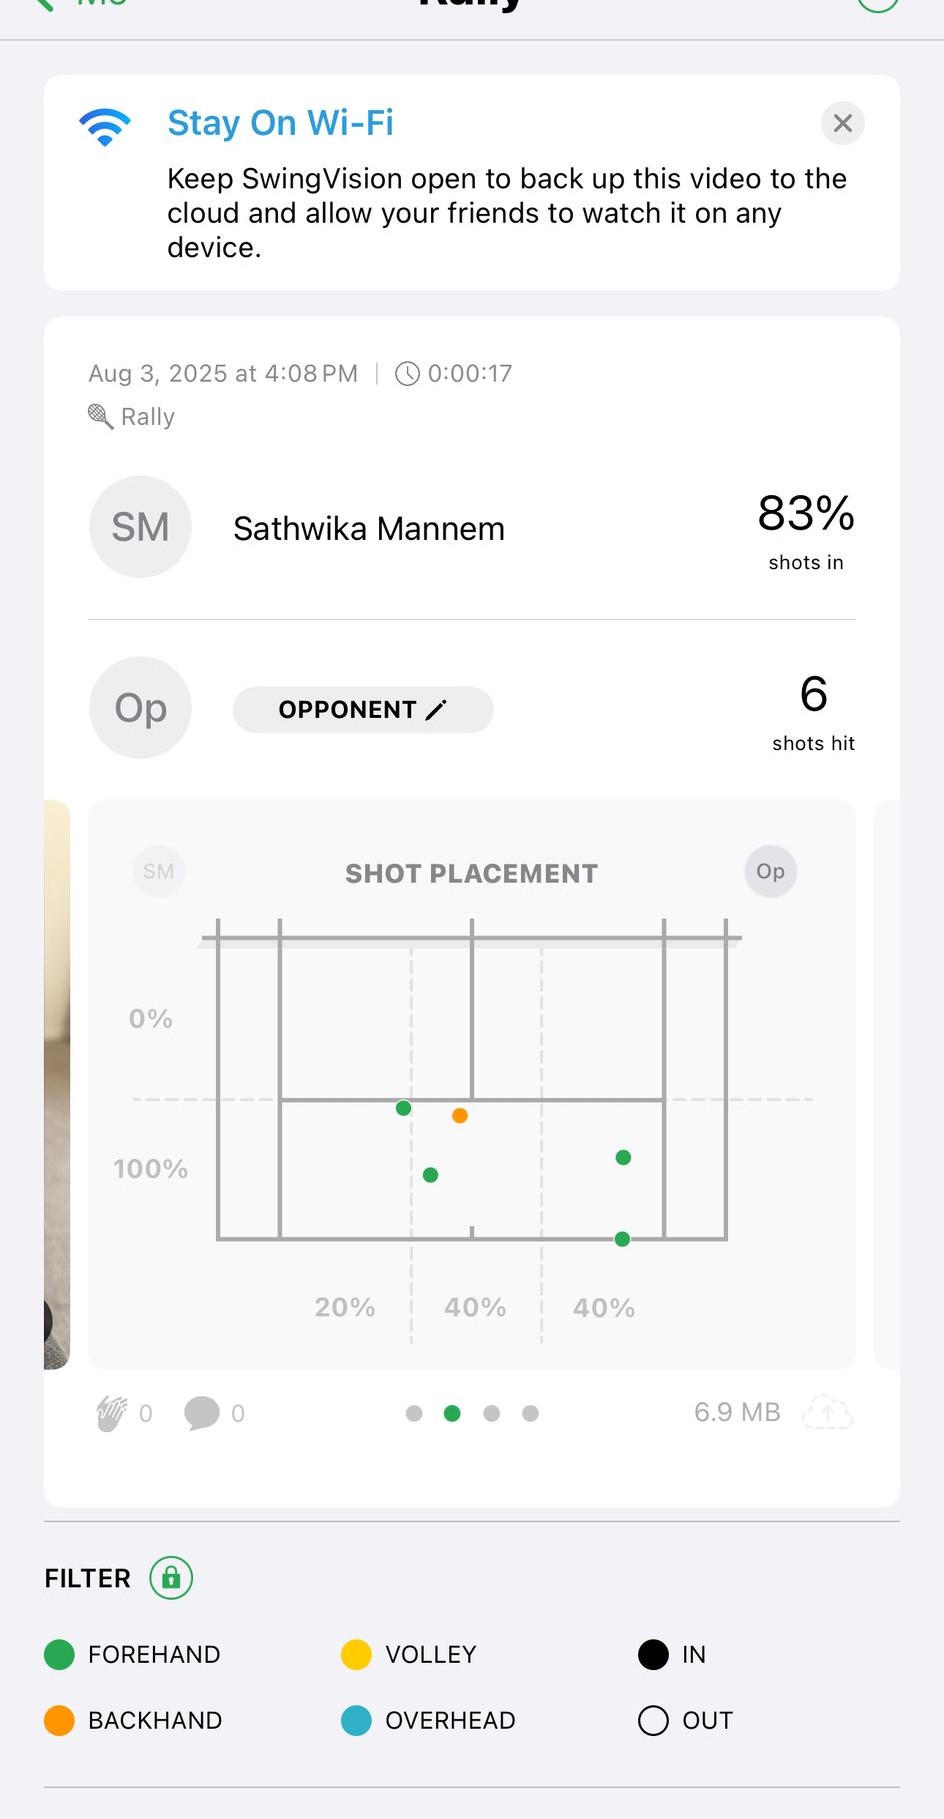 Me
Rally
Stay On Wi-Fi
Keep SwingVision open to back up this video to the
cloud and allow your friends to watch it on any
device.
Aug 3, 2025 at 4:08 PM | 0:00:17
Rally
SM
Sathwika Mannem
83%
shots in
Op
OPPONENT
6
shots hit
SM
SHOT PLACEMENT
Op
0%
100%
20%
40%
40%
0
0
6.9 MB
FILTER
FOREHAND
VOLLEY
IN
BACKHAND
OVERHEAD
OUT